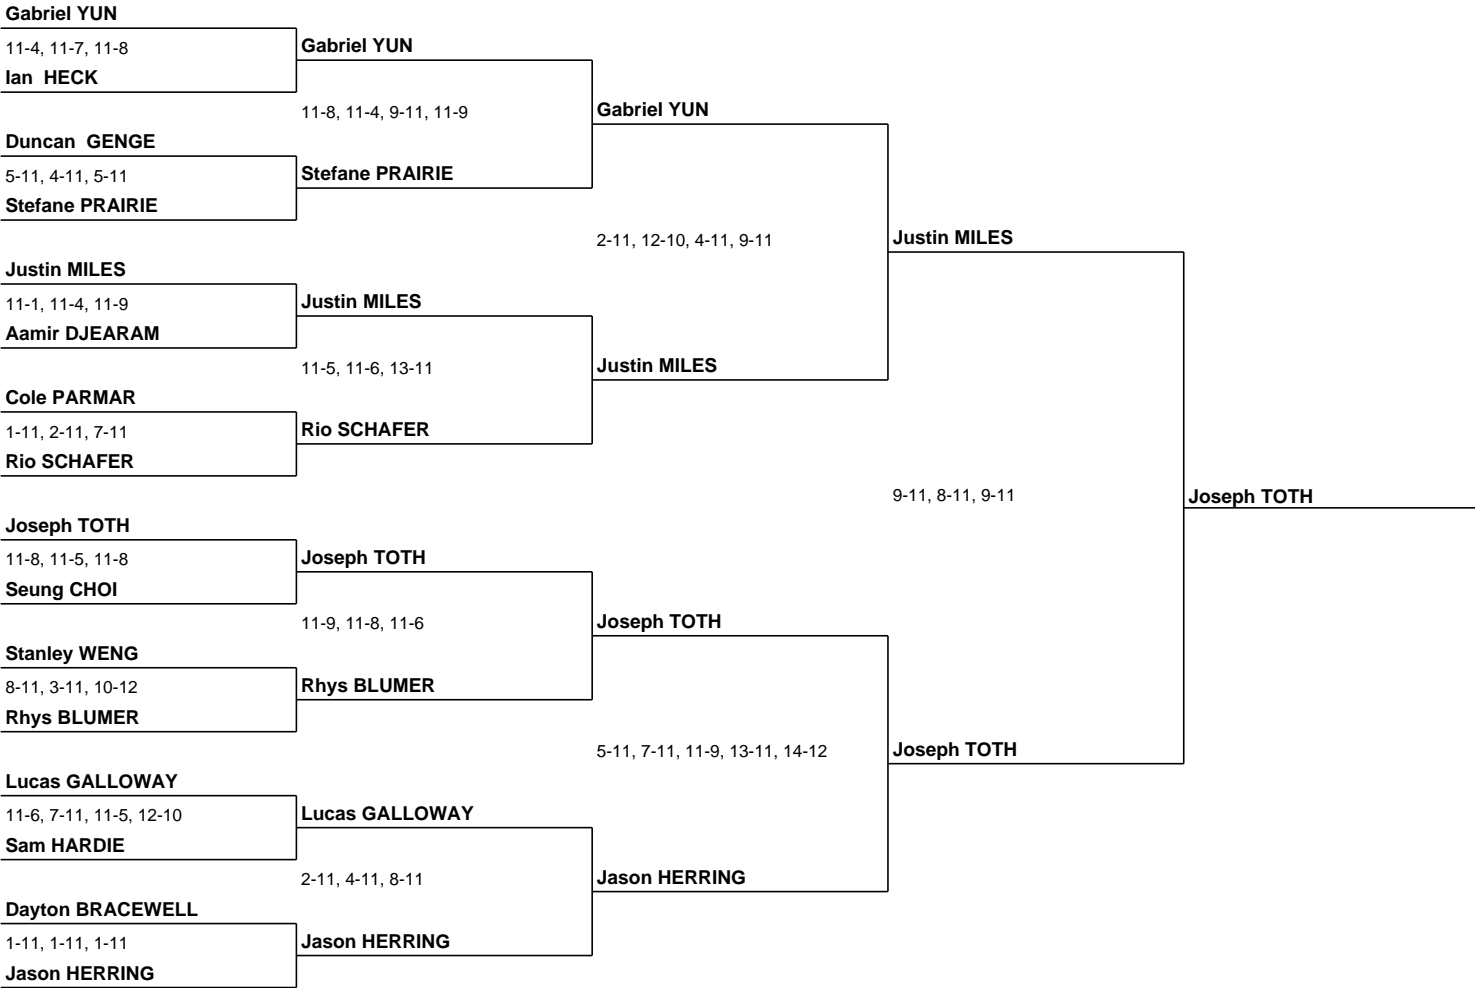 Gabriel YUN
11-4, 11-7, 11-8
Ian  HECK
Duncan  GENGE
5-11, 4-11, 5-11
Stefane PRAIRIE
Justin MILES
11-1, 11-4, 11-9
Aamir DJEARAM
Cole PARMAR
1-11, 2-11, 7-11
Rio SCHAFER
Joseph TOTH
11-8, 11-5, 11-8
Seung CHOI
Stanley WENG
8-11, 3-11, 10-12
Rhys BLUMER
Lucas GALLOWAY
11-6, 7-11, 11-5, 12-10
Sam HARDIE
Dayton BRACEWELL
1-11, 1-11, 1-11
Jason HERRING
Gabriel YUN
11-8, 11-4, 9-11, 11-9
Stefane PRAIRIE
Justin MILES
11-5, 11-6, 13-11
Rio SCHAFER
Joseph TOTH
11-9, 11-8, 11-6
Rhys BLUMER
Lucas GALLOWAY
2-11, 4-11, 8-11
Jason HERRING
Gabriel YUN
2-11, 12-10, 4-11, 9-11
Justin MILES
Joseph TOTH
5-11, 7-11, 11-9, 13-11, 14-12
Jason HERRING
Justin MILES
9-11, 8-11, 9-11
Joseph TOTH
Joseph TOTH